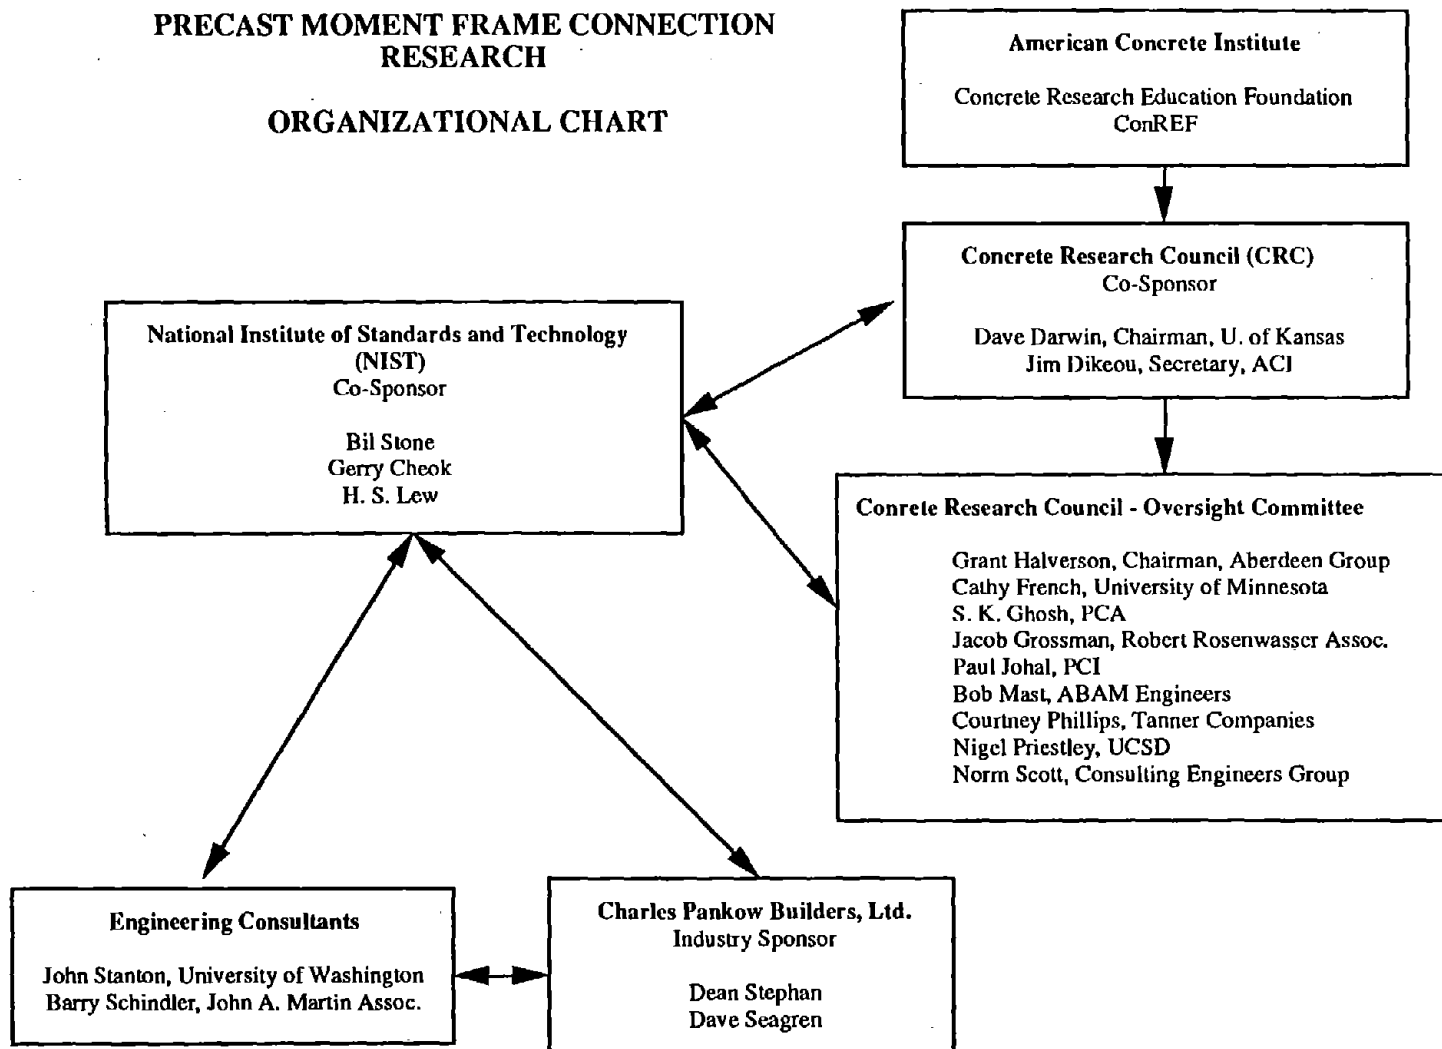 PRECAST MOMENT FRAME CONNECTION
RESEARCH
ORGANIZATIONAL CHART
American Concrete Institute
Concrete Research Education Foundation
ConREF
Concrete Research Council (CRC)
Co-Sponsor
Dave Darwin, Chairman, U. of Kansas
Jim Dikeou, Secretary, ACI
National Institute of Standards and Technology
(NIST)
Co-Sponsor
Bil Stone
Gerry Cheok
H. S. Lew
Conrete Research Council - Oversight Committee
Grant Halverson, Chairman, Aberdeen Group
Cathy French, University of Minnesota
S. K. Ghosh, PCA
Jacob Grossman, Robert Rosenwasser Assoc.
Paul Johal, PCI
Bob Mast, ABAM Engineers
Courtney Phillips, Tanner Companies
Nigel Priestley, UCSD
Norm Scott, Consulting Engineers Group
Engineering Consultants
John Stanton, University of Washington
Barry Schindler, John A. Martin Assoc.
Charles Pankow Builders, Ltd.
Industry Sponsor
Dean Stephan
Dave Seagren